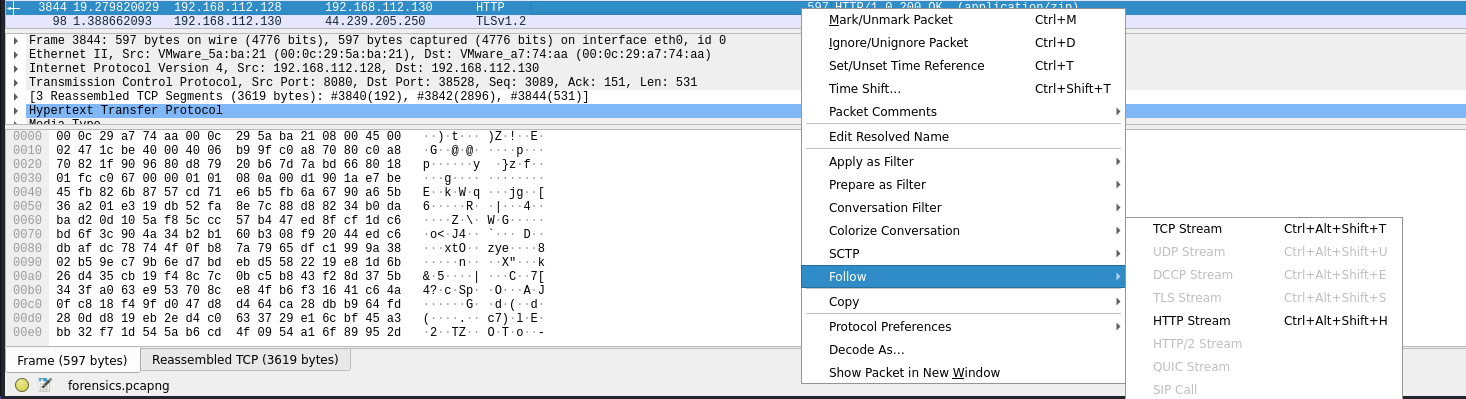 3844 19.279820029 192.168.112.128 192.168.112.130 HTTP 597 HTTP/1.0 200 OK (application/zip)
98 1.388662093 192.168.112.130 44.239.205.250 TLSv1.2
Frame 3844: 597 bytes on wire (4776 bits), 597 bytes captured (4776 bits) on interface eth0, id 0
Ethernet II, Src: VMware_5a:ba:21 (00:0c:29:5a:ba:21), Dst: VMware_a7:74:aa (00:0c:29:a7:74:aa)
Internet Protocol Version 4, Src: 192.168.112.128, Dst: 192.168.112.130
Transmission Control Protocol, Src Port: 8080, Dst Port: 38528, Seq: 3089, Ack: 151, Len: 531
[3 Reassembled TCP Segments (3619 bytes): #3840(192), #3842(2896), #3844(531)]
Hypertext Transfer Protocol
Media Type
0000 00 0c 29 a7 74 aa 00 0c 29 5a ba 21 08 00 45 00 ··)·t··· )Z·!··E·
0010 02 47 1c be 40 00 40 06 b9 9f c0 a8 70 80 c0 a8 ·G··@·@· ····p···
0020 70 82 1f 90 96 80 d8 79 20 b6 7d 7a bd 66 80 18 p······y ·}z·f··
0030 01 fc c0 67 00 00 01 01 08 0a 00 d1 90 1a e7 be ···g···· ········
0040 45 fb 82 6b 87 57 cd 71 e6 b5 fb 6a 67 90 a6 5b E··k·W·q ···jg··[
0050 36 a2 01 e3 19 db 52 fa 8e 7c 88 d8 82 34 b0 da 6·····R· ·|···4··
0060 ba d2 0d 10 5a f8 5c cc 57 b4 47 ed 8f cf 1d c6 ····Z·\· W·G·····
0070 bd 6f 3c 90 4a 34 b2 b1 60 b3 08 f9 20 44 ed c6 ·o<·J4·· `··· D··
0080 db af dc 78 74 4f 0f b8 7a 79 65 df c1 99 9a 38 ···xtO·· zye····8
0090 02 b5 9e c7 9b 6e d7 bd eb d5 58 22 19 e8 1d 6b ·····n·· ··X"···k
00a0 26 d4 35 cb 19 f4 8c 7c 0b c5 b8 43 f2 8d 37 5b &·5····| ···C··7[
00b0 34 3f a0 63 e9 53 70 8c e8 4f b6 f3 16 41 c6 4a 4?·c·Sp· ·O···A·J
00c0 0f c8 18 f4 9f d0 47 d8 d4 64 ca 28 db b9 64 fd ······G· ·d·(··d·
00d0 28 0d d8 19 eb 2e d4 c0 63 37 29 e1 6c bf 45 a3 (····.·· c7)·l·E·
00e0 bb 32 f7 1d 54 5a b6 cd 4f 09 54 a1 6f 89 95 2d ·2··TZ·· O·T·o··-
Frame (597 bytes) Reassembled TCP (3619 bytes)
forensics.pcapng
Mark/Unmark Packet Ctrl+M
Ignore/Unignore Packet Ctrl+D
Set/Unset Time Reference Ctrl+T
Time Shift… Ctrl+Shift+T
Packet Comments
Edit Resolved Name
Apply as Filter
Prepare as Filter
Conversation Filter
Colorize Conversation
SCTP
Follow
Copy
Protocol Preferences
Decode As…
Show Packet in New Window
TCP Stream Ctrl+Alt+Shift+T
UDP Stream Ctrl+Alt+Shift+U
DCCP Stream Ctrl+Alt+Shift+E
TLS Stream Ctrl+Alt+Shift+S
HTTP Stream Ctrl+Alt+Shift+H
HTTP/2 Stream
QUIC Stream
SIP Call